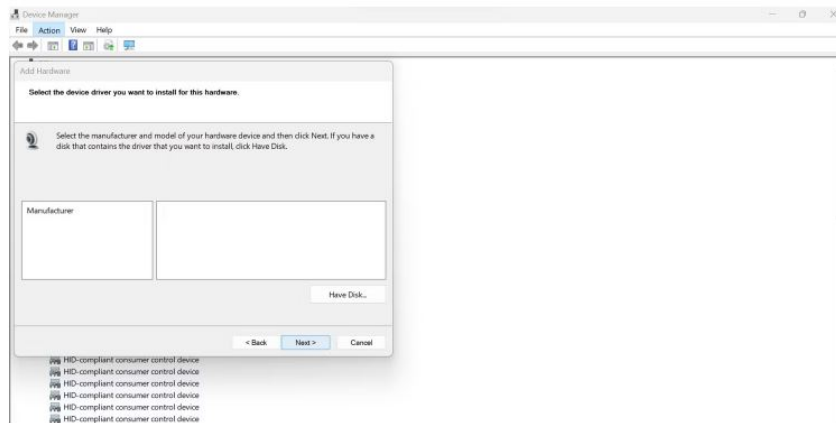 Device Manager
File Action View Help
Add Hardware
Select the device driver you want to install for this hardware.
Select the manufacturer and model of your hardware device and then click Next. If you have a
disk that contains the driver that you want to install, click Have Disk.
Manufacturer
Have Disk...
< Back Next > Cancel
HID-compliant consumer control device
HID-compliant consumer control device
HID-compliant consumer control device
HID-compliant consumer control device
HID-compliant consumer control device
HID-compliant consumer control device